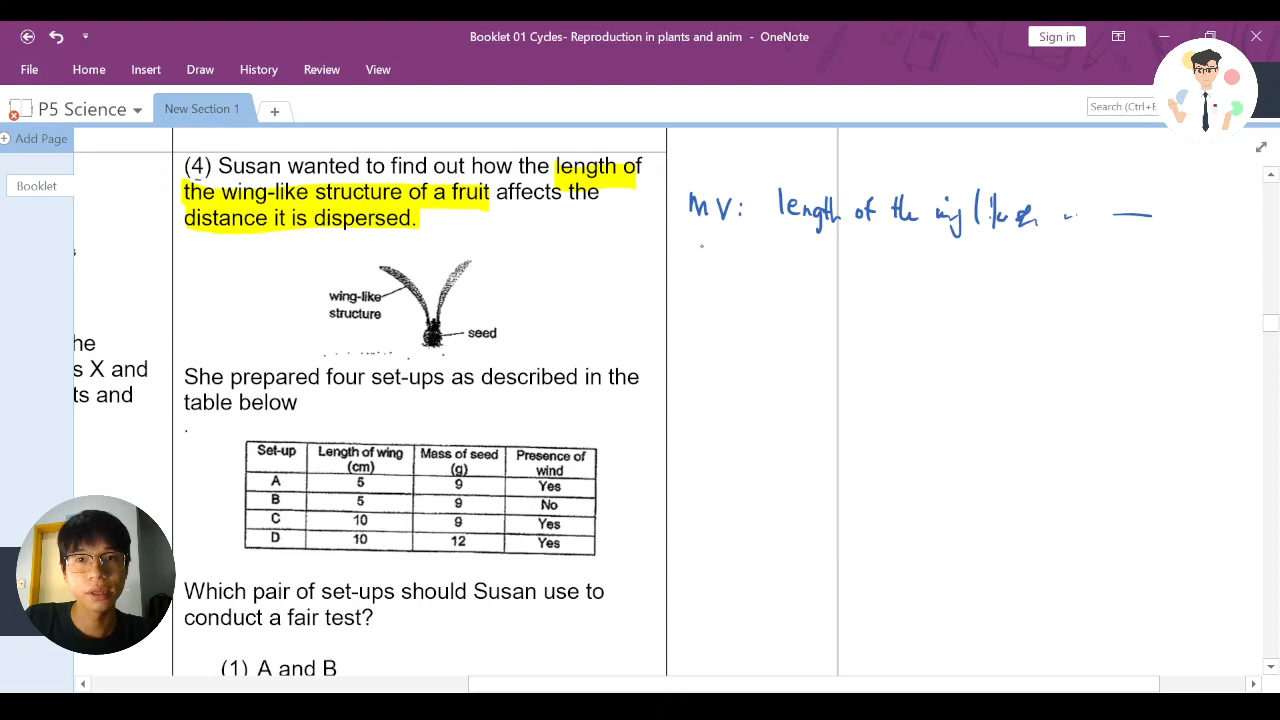 Booklet 01 Cycles- Reproduction in plants and anim - OneNote
Sign in
File Home Insert Draw History Review View
P5 Science
New Section 1
+
Search (Ctrl+E
Add Page
Booklet
he
s X and
ts and
(4) Susan wanted to find out how the length of
the wing-like structure of a fruit affects the
distance it is dispersed.
wing-like
structure
seed
She prepared four set-ups as described in the
table below
.
Set-up Length of wing (cm) Mass of seed (g) Presence of wind
A 5 9 Yes
B 5 9 No
C 10 9 Yes
D 10 12 Yes
Which pair of set-ups should Susan use to
conduct a fair test?
(1) A and B
MV: length of the wing